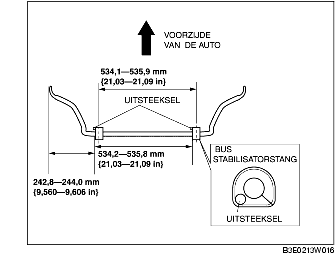 VOORZIJDE
VAN DE AUTO
534,1—535,9 mm
{21,03—21,09 in}
UITSTEEKSEL
534,2—535,8 mm
{21,03—21,09 in}
BUS
STABILISATORSTANG
242,8—244,0 mm
{9,560—9,606 in}
UITSTEEKSEL
B3E0213W016